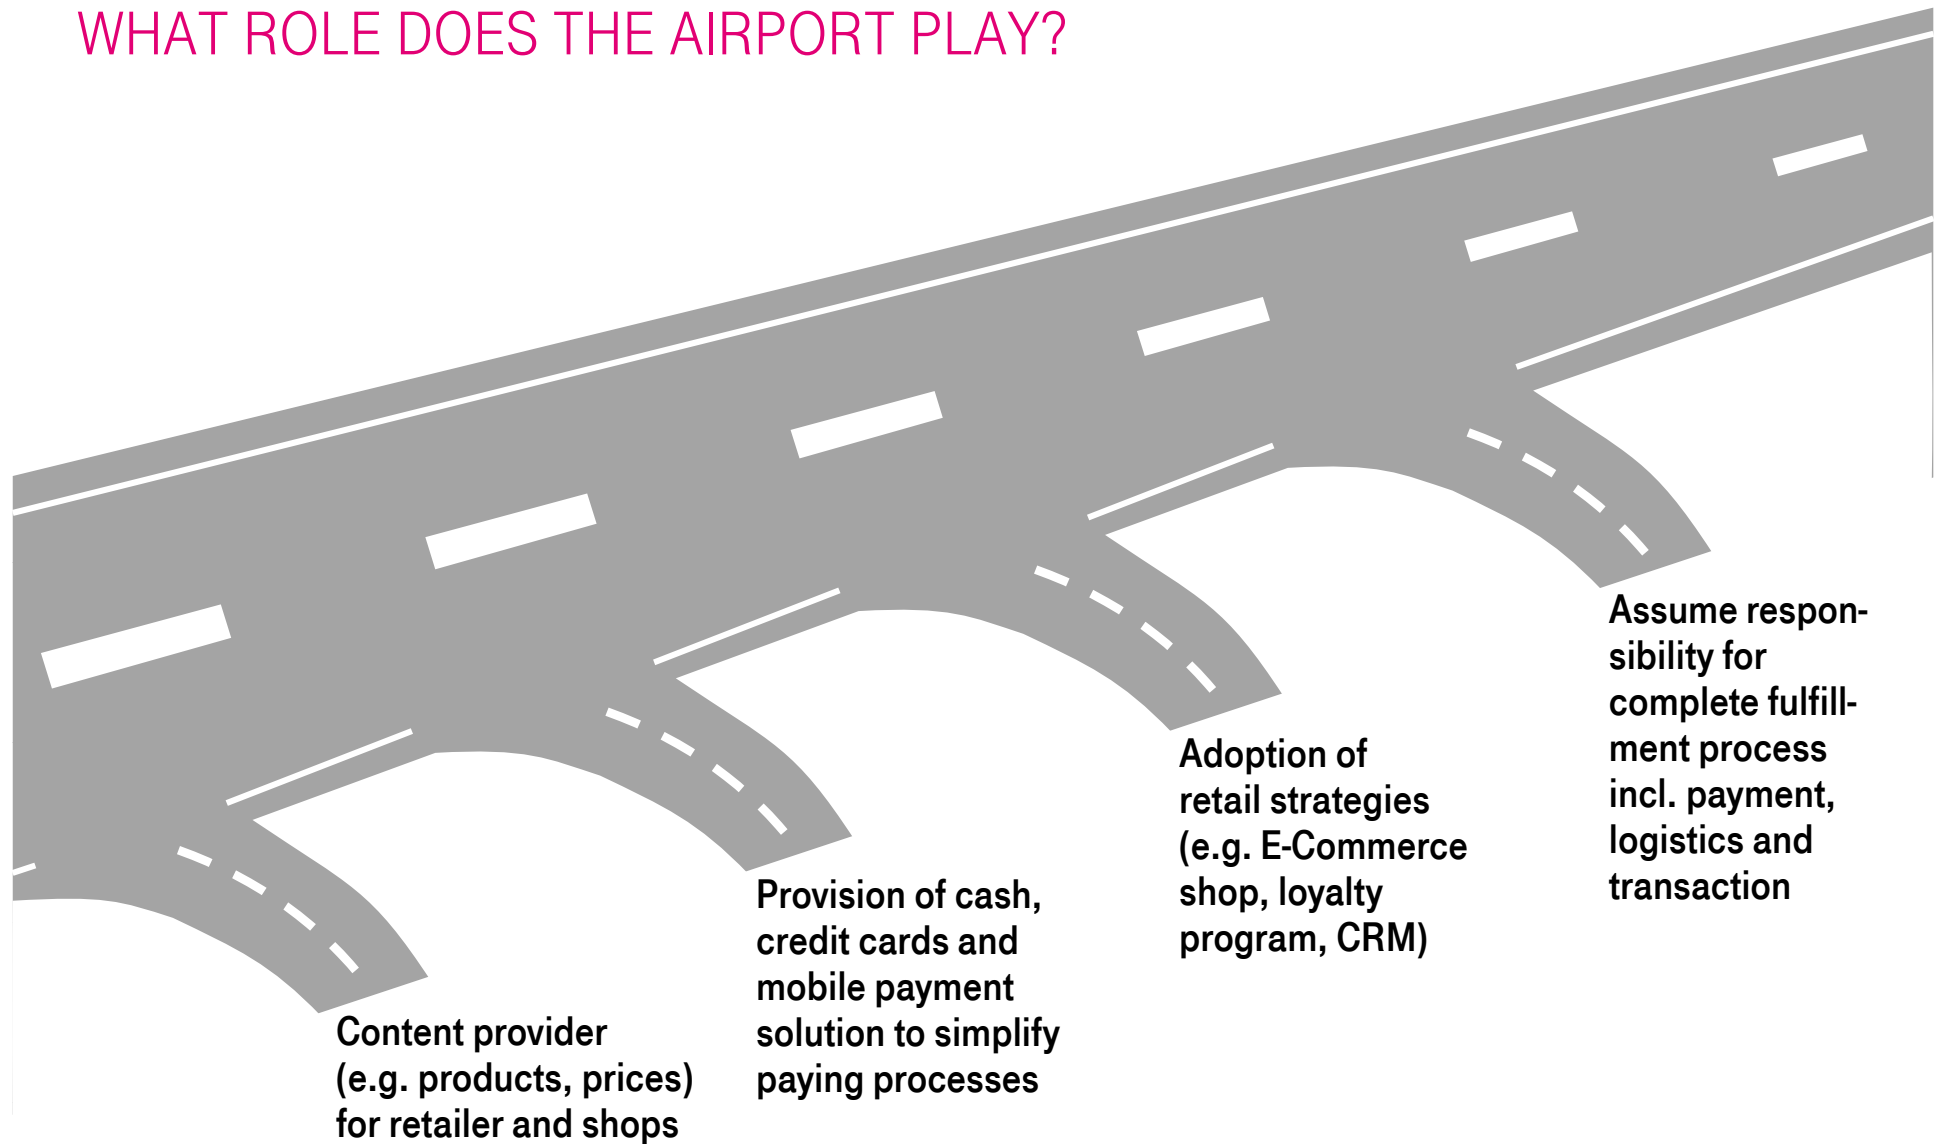 WHAT ROLE DOES THE AIRPORT PLAY?
Content provider
(e.g. products, prices)
for retailer and shops
Provision of cash,
credit cards and
mobile payment
solution to simplify
paying processes
Adoption of
retail strategies
(e.g. E-Commerce
shop, loyalty
program, CRM)
Assume respon-
sibility for
complete fulfill-
ment process
incl. payment,
logistics and
transaction